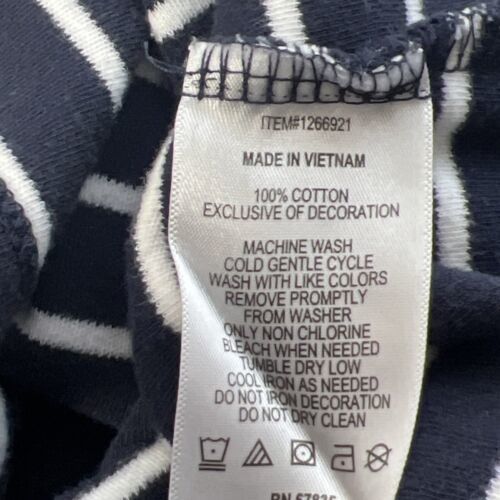 ITEM#1266921
MADE IN VIETNAM
100% COTTON
EXCLUSIVE OF DECORATION
MACHINE WASH
COLD GENTLE CYCLE
WASH WITH LIKE COLORS
REMOVE PROMPTLY
FROM WASHER
ONLY NON CHLORINE
BLEACH WHEN NEEDED
TUMBLE DRY LOW
COOL IRON AS NEEDED
DO NOT IRON DECORATION
DO NOT DRY CLEAN
RN 67835